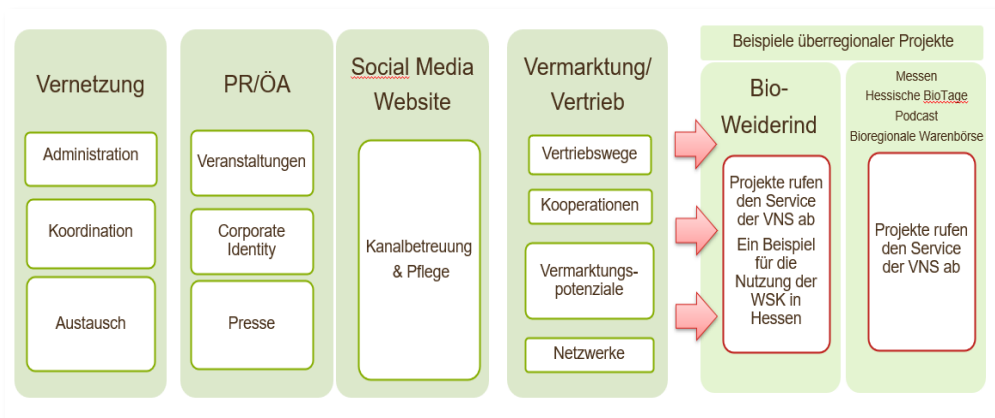 Vernetzung
Administration
Koordination
Austausch
PR/ÖA
Veranstaltungen
Corporate
Identity
Presse
Social Media
Website
Kanalbetreuung
& Pflege
Vermarktung/
Vertrieb
Vertriebswege
Kooperationen
Vermarktungs-
potenziale
Netzwerke
Beispiele überregionaler Projekte
Bio-
Weiderind
Projekte rufen
den Service
der VNS ab
Ein Beispiel
für die
Nutzung der
WSK in
Hessen
Messen
Hessische BioTage
Podcast
Bioregionale Warenbörse
Projekte rufen
den Service
der VNS ab